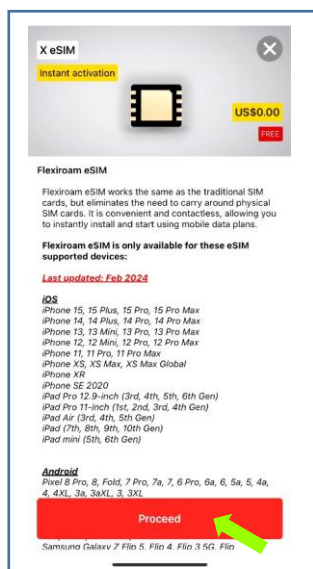 X eSIM
Instant activation
US$0.00
FREE
Flexiroam eSIM
Flexiroam eSIM works the same as the traditional SIM
cards, but eliminates the need to carry around physical
SIM cards. It is convenient and contactless, allowing you
to instantly install and start using mobile data plans.
Flexiroam eSIM is only available for these eSIM
supported devices:
Last updated: Feb 2024
iOS
iPhone 15, 15 Plus, 15 Pro, 15 Pro Max
iPhone 14, 14 Plus, 14 Pro, 14 Pro Max
iPhone 13, 13 Mini, 13 Pro, 13 Pro Max
iPhone 12, 12 Mini, 12 Pro, 12 Pro Max
iPhone 11, 11 Pro, 11 Pro Max
iPhone XS, XS Max, XS Max Global
iPhone XR
iPhone SE 2020
iPad Pro 12.9-inch (3rd, 4th, 5th, 6th Gen)
iPad Pro 11-inch (1st, 2nd, 3rd, 4th Gen)
iPad Air (3rd, 4th, 5th Gen)
iPad (7th, 8th, 9th, 10th Gen)
iPad mini (5th, 6th Gen)
Android
Pixel 8 Pro, 8, Fold, 7 Pro, 7a, 7, 6 Pro, 6a, 6, 5a, 5, 4a,
4, 4XL, 3a, 3aXL, 3, 3XL
Proceed
Samsung Galaxy Z Flip 5, Flip 4, Flip 3 5G, Flip